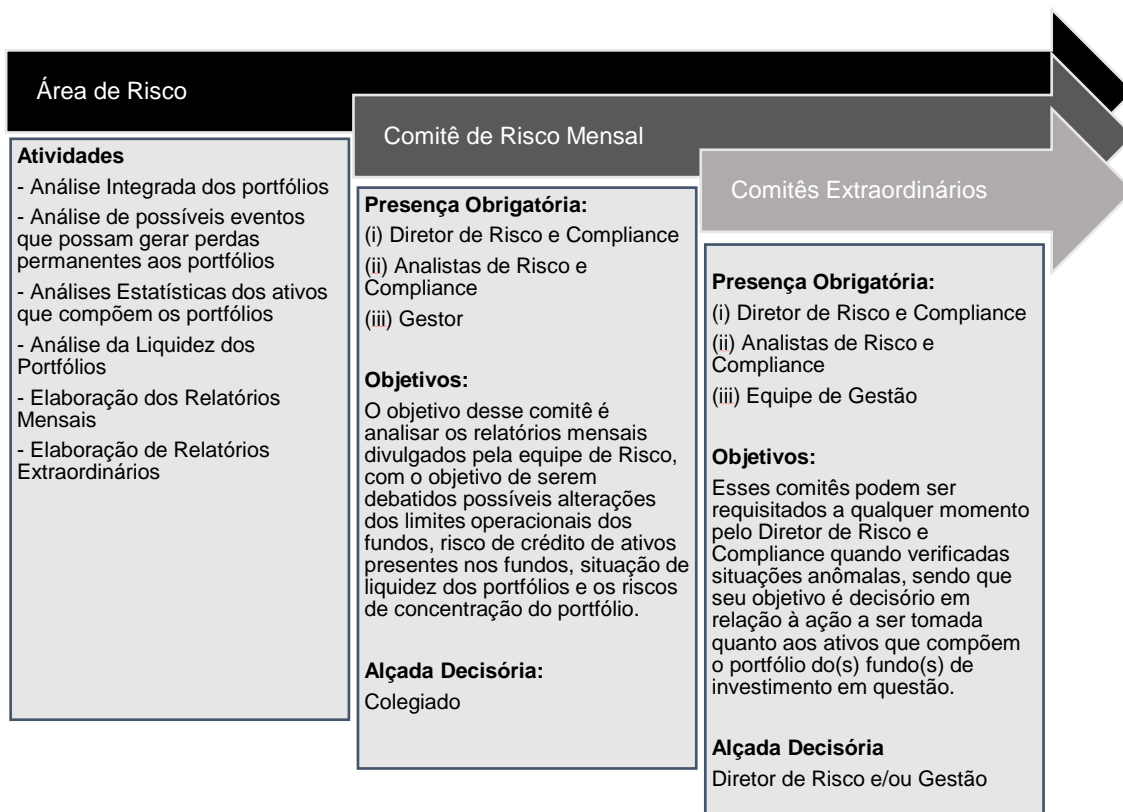 Área de Risco
Atividades
- Análise Integrada dos portfólios
- Análise de possíveis eventos
que possam gerar perdas
permanentes aos portfólios
- Análises Estatísticas dos ativos
que compõem os portfólios
- Análise da Liquidez dos
Portfólios
- Elaboração dos Relatórios
Mensais
- Elaboração de Relatórios
Extraordinários
Comitê de Risco Mensal
Presença Obrigatória:
(i) Diretor de Risco e Compliance
(ii) Analistas de Risco e
Compliance
(iii) Gestor
Objetivos:
O objetivo desse comitê é
analisar os relatórios mensais
divulgados pela equipe de Risco,
com o objetivo de serem
debatidos possíveis alterações
dos limites operacionais dos
fundos, risco de crédito de ativos
presentes nos fundos, situação de
liquidez dos portfólios e os riscos
de concentração do portfólio.
Alçada Decisória:
Colegiado
Comitês Extraordinários
Presença Obrigatória:
(i) Diretor de Risco e Compliance
(ii) Analistas de Risco e
Compliance
(iii) Equipe de Gestão
Objetivos:
Esses comitês podem ser
requisitados a qualquer momento
pelo Diretor de Risco e
Compliance quando verificadas
situações anômalas, sendo que
seu objetivo é decisório em
relação à ação a ser tomada
quanto aos ativos que compõem
o portfólio do(s) fundo(s) de
investimento em questão.
Alçada Decisória
Diretor de Risco e/ou Gestão